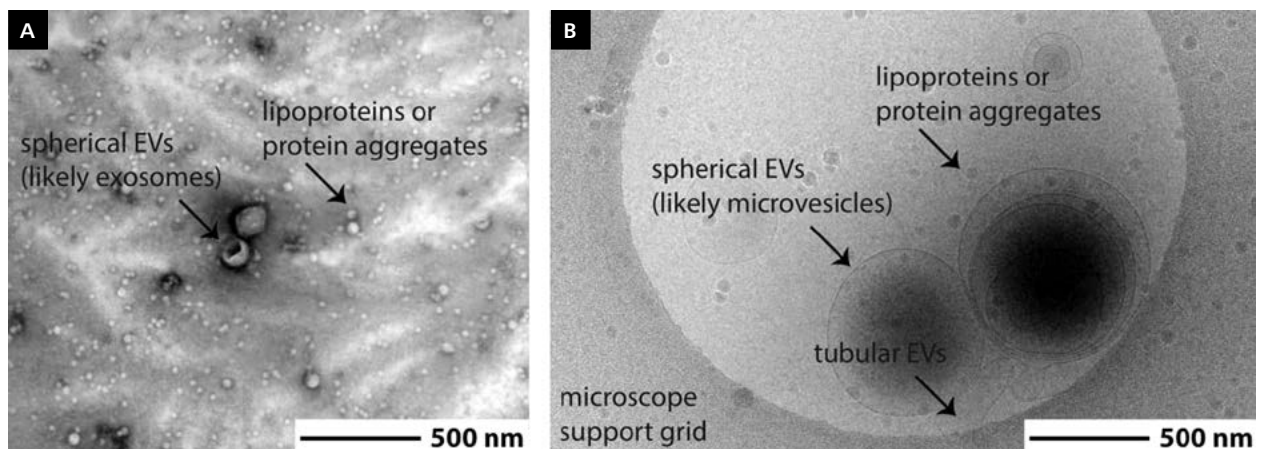 A
spherical EVs
(likely exosomes)
lipoproteins or
protein aggregates
500 nm
B
lipoproteins or
protein aggregates
spherical EVs
(likely microvesicles)
tubular EVs
microscope
support grid
500 nm